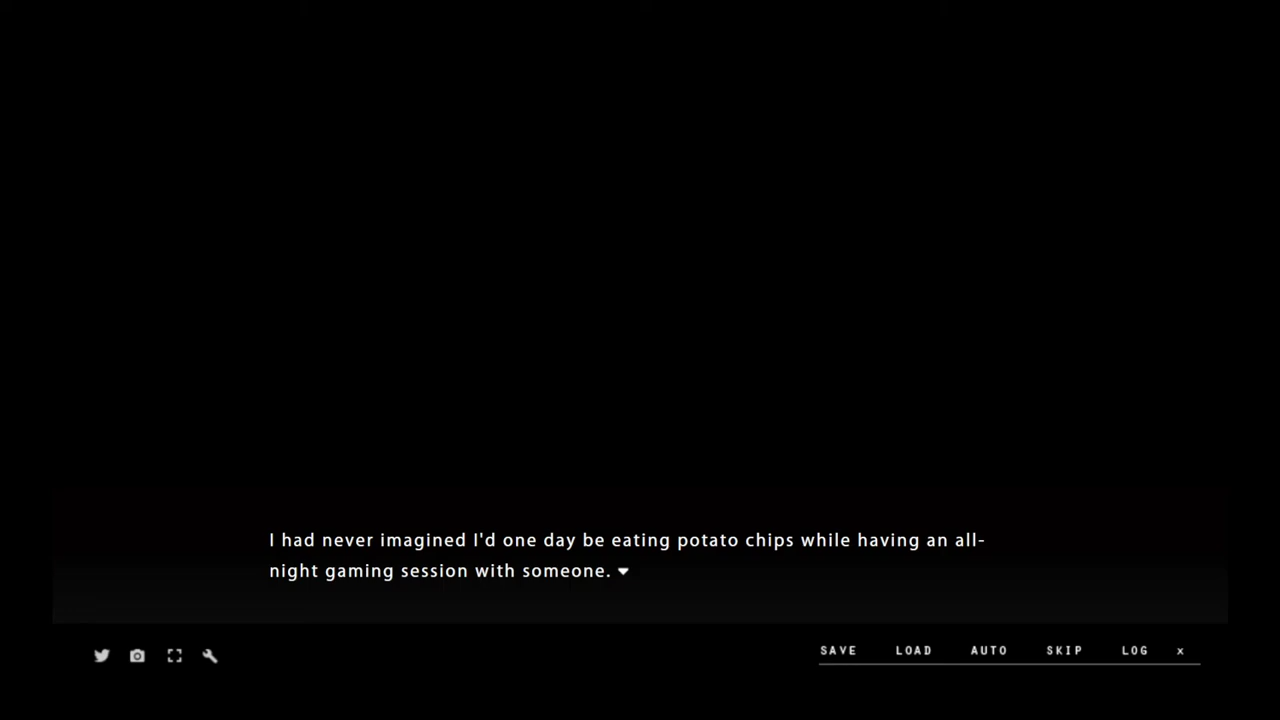 I had never imagined I'd one day be eating potato chips while having an all-
night gaming session with someone.
SAVE LOAD AUTO SKIP LOG x